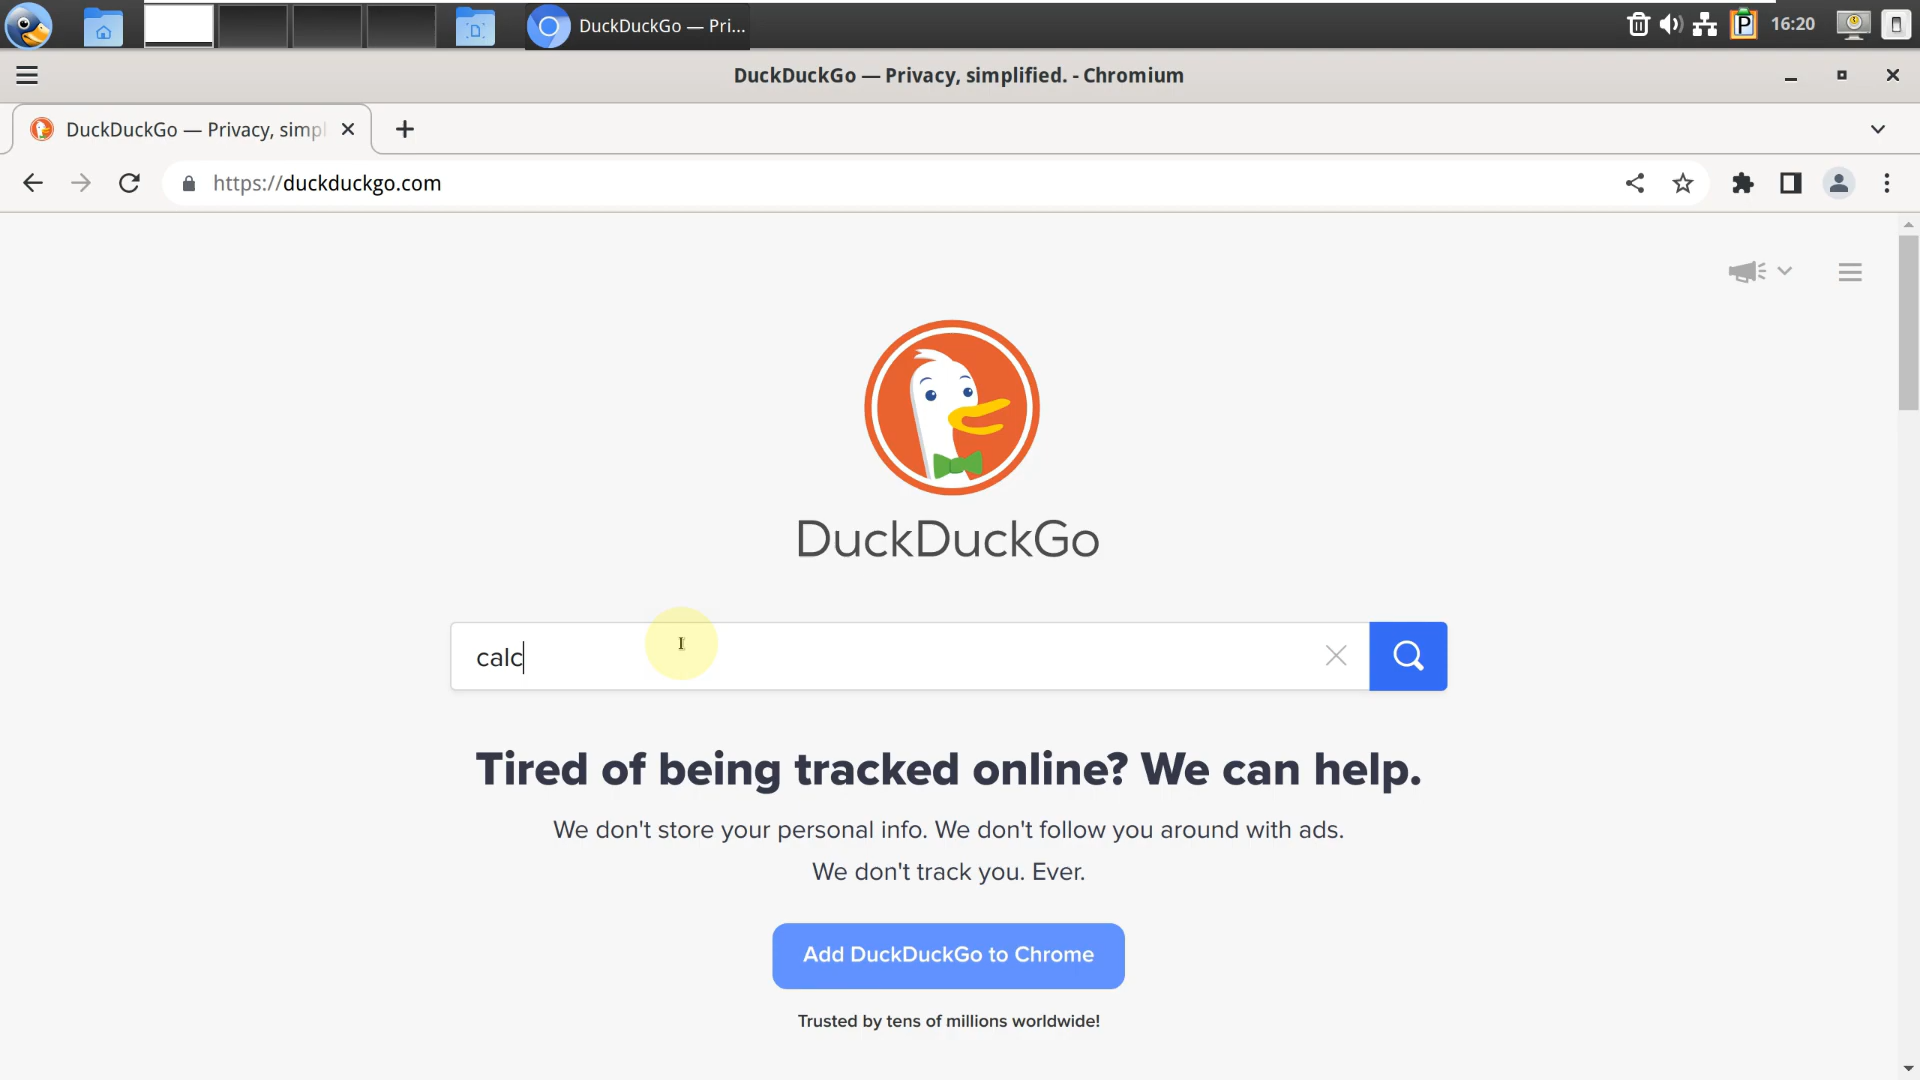 DuckDuckGo — Pri...
16:20
DuckDuckGo — Privacy, simplified. - Chromium
DuckDuckGo — Privacy, simpl
https://duckduckgo.com
DuckDuckGo
calc
Tired of being tracked online? We can help.
We don't store your personal info. We don't follow you around with ads.
We don't track you. Ever.
Add DuckDuckGo to Chrome
Trusted by tens of millions worldwide!